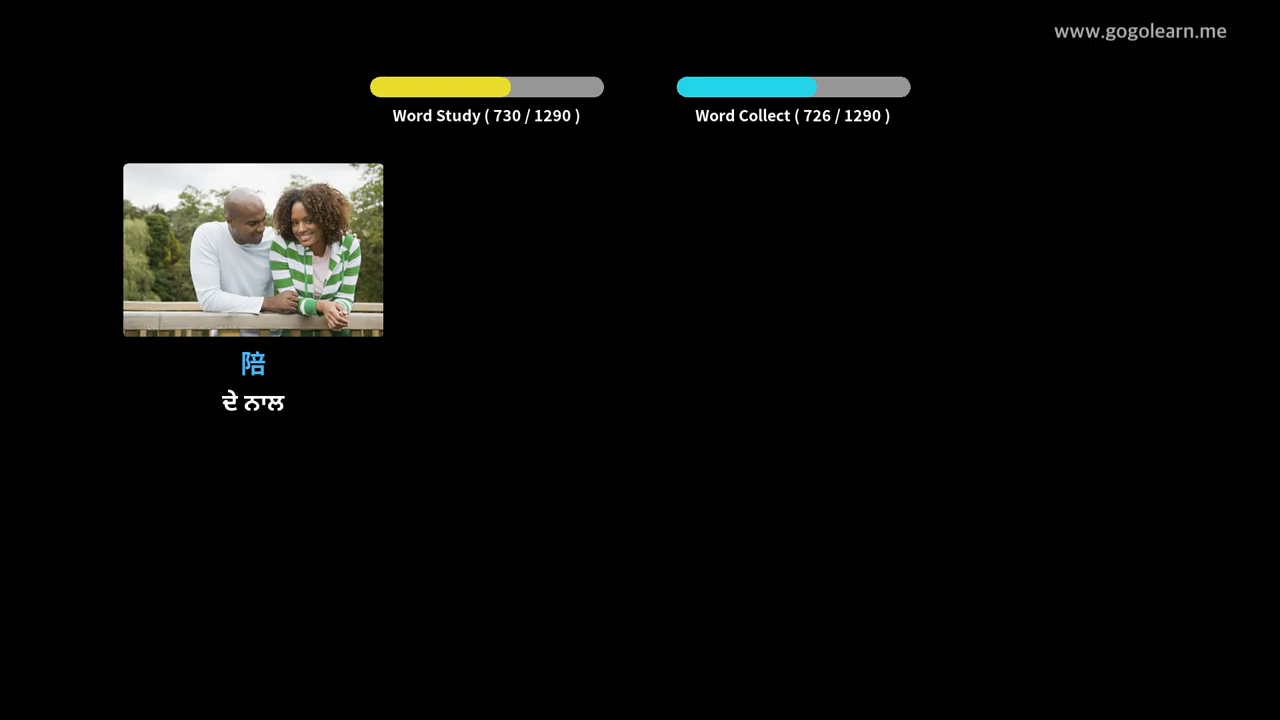 www.gogolearn.me
Word Study ( 730 / 1290 )
Word Collect ( 726 / 1290 )
陪
ਦੇ ਨਾਲ